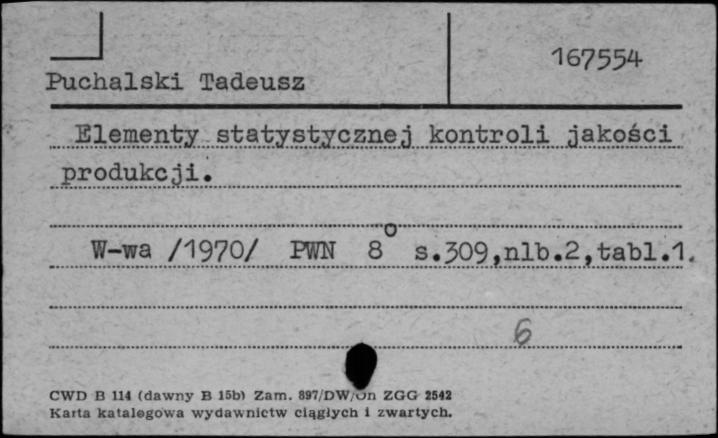 167554
Puchalski Tadeusz
Elementy statystycznej kontroli jakości
produkcji.
W-wa /1970/ PWN 8° s.309,nlb.2,tabl.1.
6
CWD B 114 (dawny B 15b) Zam. 897/DW/On ZGG 2542
Karta katalogowa wydawnictw ciągłych i zwartych.